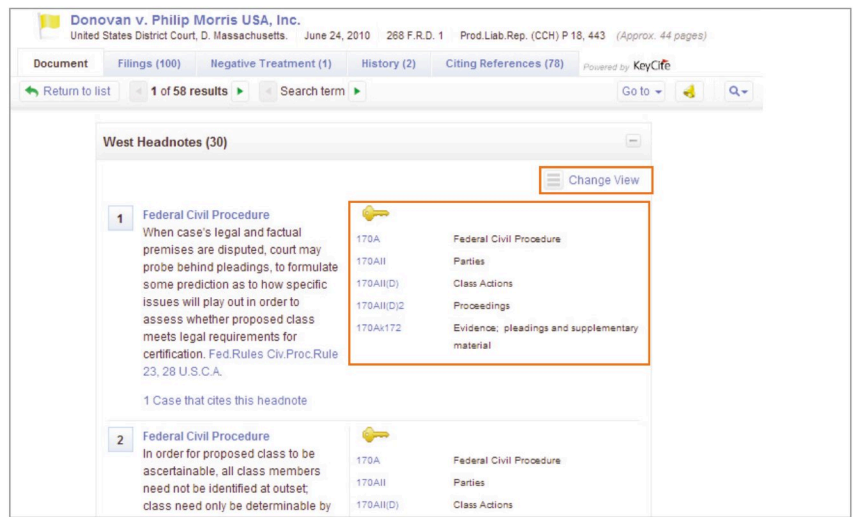 Donovan v. Philip Morris USA, Inc.
United States District Court, D. Massachusetts. June 24, 2010 268 F.R.D. 1 Prod.Liab.Rep. (CCH) P 18, 443 (Approx. 44 pages)
Document Filings (100) Negative Treatment (1) History (2) Citing References (78) Powered by KeyCite
Return to list 1 of 58 results Search term Go to
West Headnotes (30)
Change View
1 Federal Civil Procedure
When case's legal and factual
premises are disputed, court may
probe behind pleadings, to formulate
some prediction as to how specific
issues will play out in order to
assess whether proposed class
meets legal requirements for
certification. Fed.Rules Civ.Proc.Rule
23, 28 U.S.C.A.
1 Case that cites this headnote
170A Federal Civil Procedure
170AII Parties
170AII(D) Class Actions
170AII(D)2 Proceedings
170Ak172 Evidence; pleadings and supplementary
material
2 Federal Civil Procedure
In order for proposed class to be
ascertainable, all class members
need not be identified at outset;
class need only be determinable by
170A Federal Civil Procedure
170AII Parties
170AII(D) Class Actions